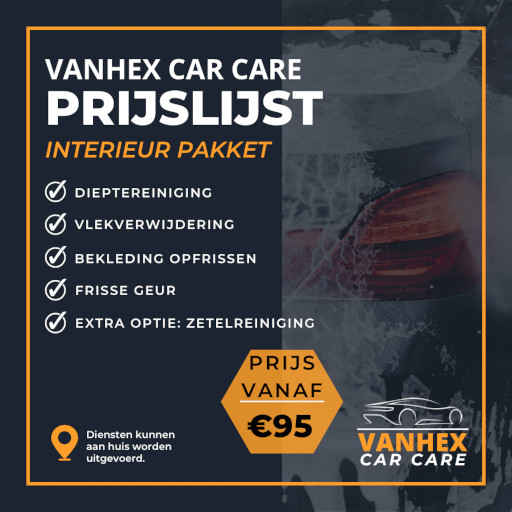 VANHEX CAR CARE
PRIJSLIJST
INTERIEUR PAKKET
DIEPTEREINIGING
VLEKVERWIJDERING
BEKLEDING OPFRISSEN
FRISSE GEUR
EXTRA OPTIE: ZETELREINIGING
PRIJS
VANAF
€95
Diensten kunnen
aan huis worden
uitgevoerd.
VANHEX
CAR CARE